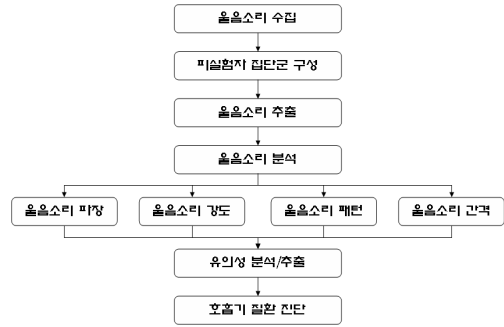 울음소리 수집
피실험자 집단군 구성
울음소리 추출
울음소리 분석
울음소리 파장
울음소리 강도
울음소리 패턴
울음소리 간격
유의성 분석/추출
호흡기 질환 진단